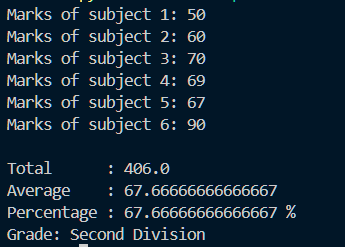 Marks of subject 1: 50
Marks of subject 2: 60
Marks of subject 3: 70
Marks of subject 4: 69
Marks of subject 5: 67
Marks of subject 6: 90

Total      : 406.0
Average    : 67.66666666666667
Percentage : 67.66666666666667 %
Grade: Second Division